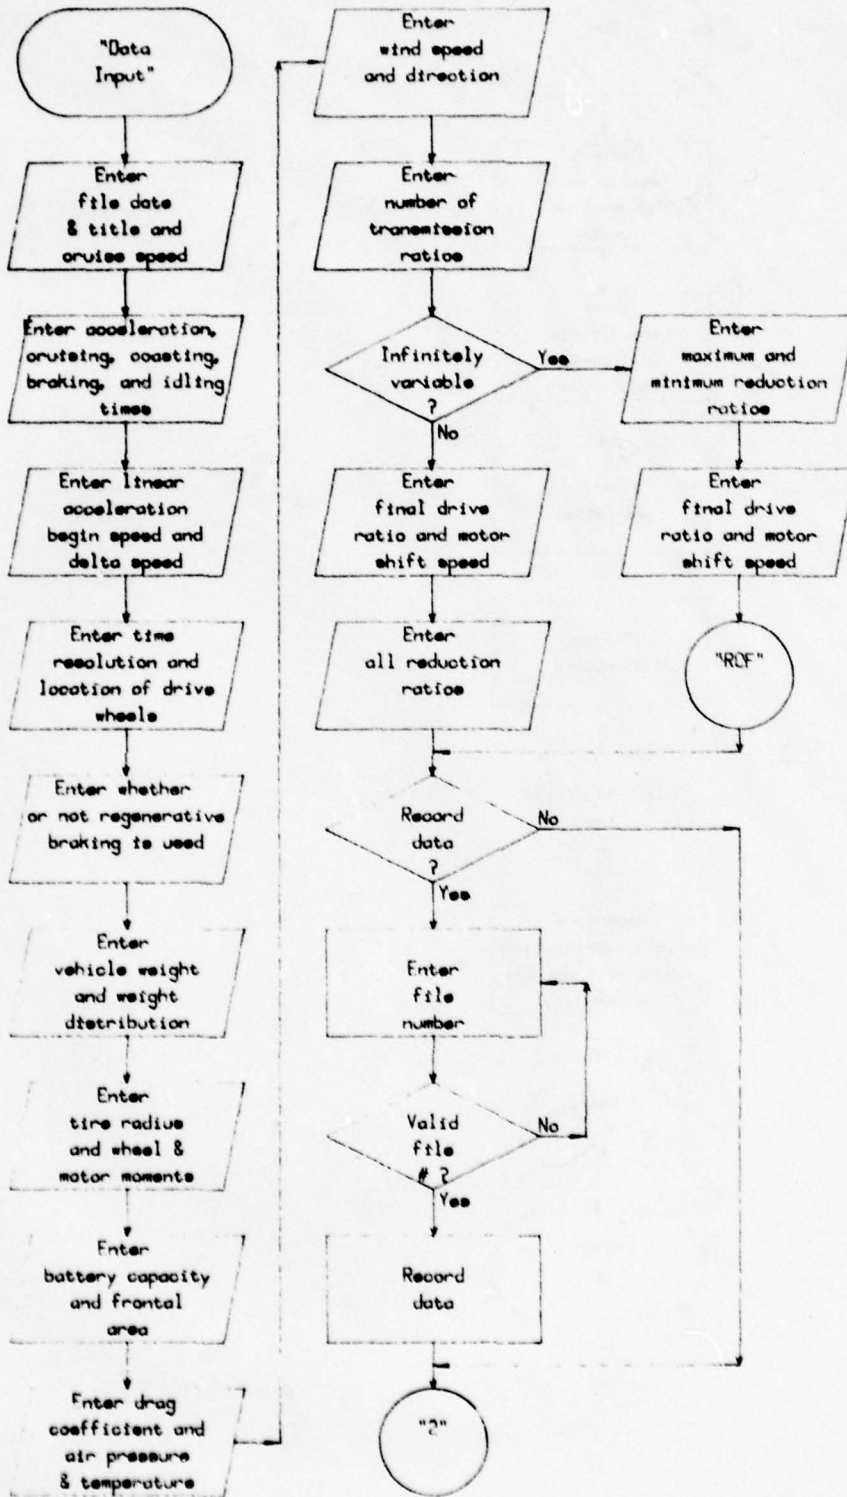 "Data
Input"
Enter
file date
& title and
cruise speed
Enter acceleration,
cruising, coasting,
braking, and idling
times
Enter linear
acceleration
begin speed and
delta speed
Enter time
resolution and
location of drive
wheels
Enter whether
or not regenerative
braking is used
Enter
vehicle weight
and weight
distribution
Enter
tire radius
and wheel &
motor moments
Enter
battery capacity
and frontal
area
Enter drag
coefficient and
air pressure
& temperature
Enter
wind speed
and direction
Enter
number of
transmission
ratios
Infinitely
variable
?
Yes
No
Enter
maximum and
minimum reduction
ratios
Enter
final drive
ratio and motor
shift speed
Enter
final drive
ratio and motor
shift speed
"RCF"
Enter
all reduction
ratios
Record
data
?
No
Yes
Enter
file
number
Valid
file
# ?
No
Yes
Record
data
"2"